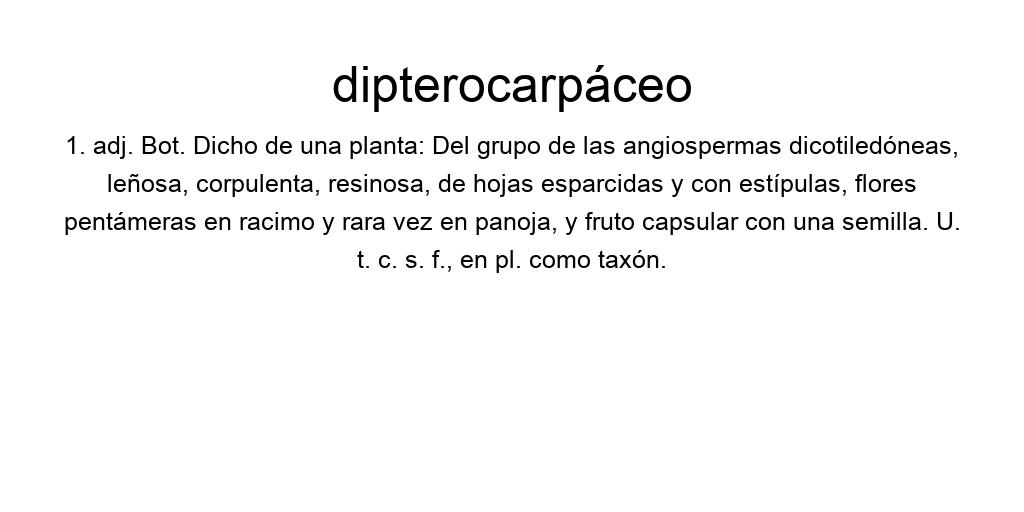 dipterocarpáceo
1. adj. Bot. Dicho de una planta: Del grupo de las angiospermas dicotiledóneas,
leñosa, corpulenta, resinosa, de hojas esparcidas y con estípulas, flores
pentámeras en racimo y rara vez en panoja, y fruto capsular con una semilla. U.
t. c. s. f., en pl. como taxón.